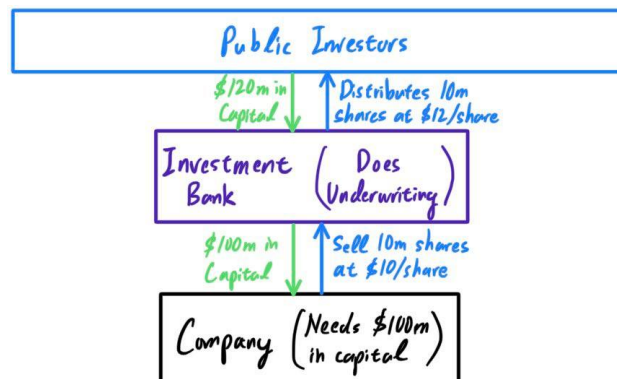 Public Investors
$120m in
Capital
Distributes 10m
shares at $12/share
Investment
Bank
(Does
Underwriting)
$100m in
Capital
Sell 10m shares
at $10/share
Company (Needs $100m
in capital)